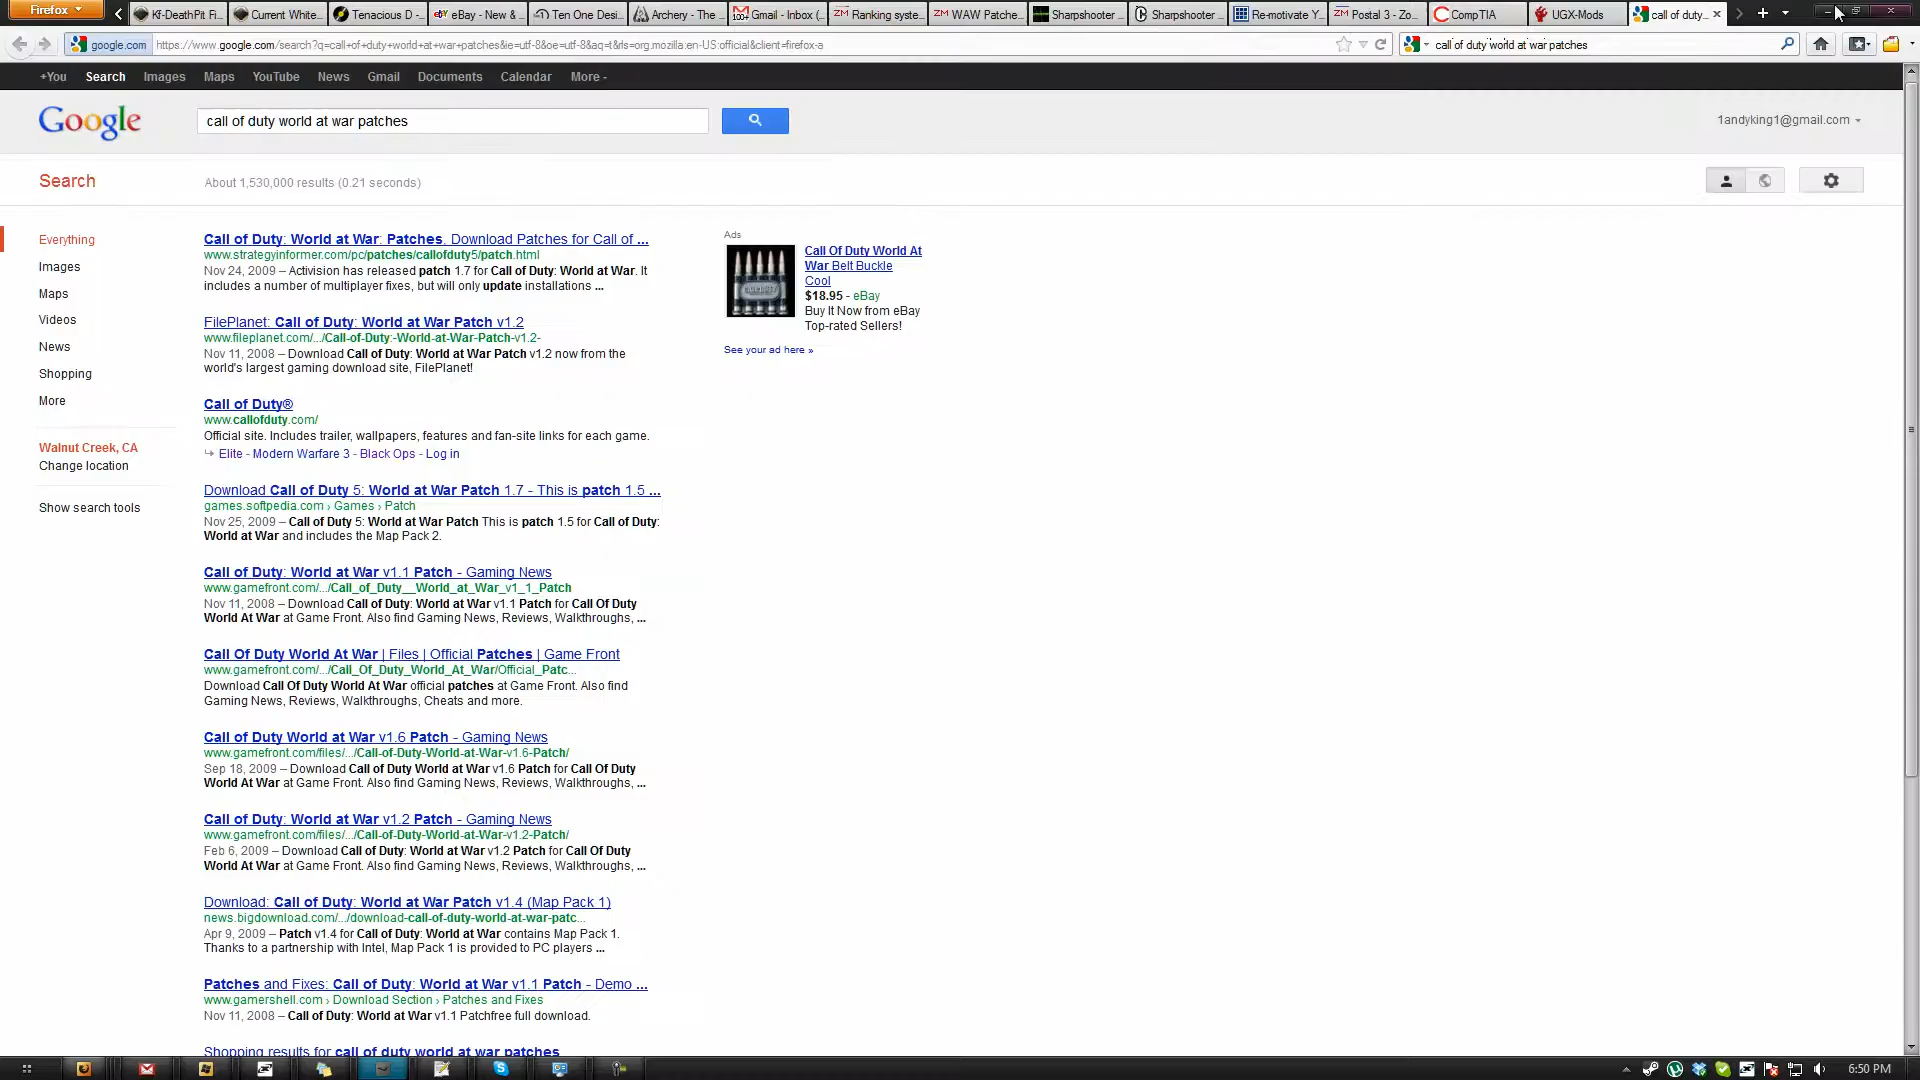 Firefox
Kf-DeathPit Fi...
Current White...
Tenacious D -...
eBay - New & ...
Ten One Desi...
Archery - The ...
Gmail - Inbox (...
Ranking syste...
WAW Patche...
Sharpshooter ...
Sharpshooter ...
Re-motivate Y...
Postal 3 - Zo...
CompTIA
UGX-Mods
call of duty...
google.com
https://www.google.com/search?q=call+of+duty+world+at+war+patches&ie=utf-8&oe=utf-8&aq=t&rls=org.mozilla:en-US:official&client=firefox-a
call of duty world at war patches
+You Search Images Maps YouTube News Gmail Documents Calendar More -
Google
call of duty world at war patches
1andyking1@gmail.com
Search
About 1,530,000 results (0.21 seconds)
Everything
Images
Maps
Videos
News
Shopping
More
Walnut Creek, CA
Change location
Show search tools
Call of Duty: World at War: Patches, Download Patches for Call of ...
www.strategyinformer.com/pc/patches/callofduty5/patch.html
Nov 24, 2009 – Activision has released patch 1.7 for Call of Duty: World at War. It
includes a number of multiplayer fixes, but will only update installations ...
FilePlanet: Call of Duty: World at War Patch v1.2
www.fileplanet.com/.../Call-of-Duty:-World-at-War-Patch-v1.2-
Nov 11, 2008 – Download Call of Duty: World at War Patch v1.2 now from the
world's largest gaming download site, FilePlanet!
Call of Duty®
www.callofduty.com/
Official site. Includes trailer, wallpapers, features and fan-site links for each game.
Elite - Modern Warfare 3 - Black Ops - Log in
Download Call of Duty 5: World at War Patch 1.7 - This is patch 1.5 ...
games.softpedia.com › Games › Patch
Nov 25, 2009 – Call of Duty 5: World at War Patch This is patch 1.5 for Call of Duty:
World at War and includes the Map Pack 2.
Call of Duty: World at War v1.1 Patch - Gaming News
www.gamefront.com/.../Call_of_Duty__World_at_War_v1_1_Patch
Nov 11, 2008 – Download Call of Duty: World at War v1.1 Patch for Call Of Duty
World At War at Game Front. Also find Gaming News, Reviews, Walkthroughs, ...
Call Of Duty World At War | Files | Official Patches | Game Front
www.gamefront.com/.../Call_Of_Duty_World_At_War/Official_Patc...
Download Call Of Duty World At War official patches at Game Front. Also find
Gaming News, Reviews, Walkthroughs, Cheats and more.
Call of Duty World at War v1.6 Patch - Gaming News
www.gamefront.com/files/.../Call-of-Duty-World-at-War-v1.6-Patch/
Sep 18, 2009 – Download Call of Duty World at War v1.6 Patch for Call Of Duty
World At War at Game Front. Also find Gaming News, Reviews, Walkthroughs, ...
Call of Duty: World at War v1.2 Patch - Gaming News
www.gamefront.com/files/.../Call-of-Duty-World-at-War-v1.2-Patch/
Feb 6, 2009 – Download Call of Duty: World at War v1.2 Patch for Call Of Duty
World At War at Game Front. Also find Gaming News, Reviews, Walkthroughs, ...
Download: Call of Duty: World at War Patch v1.4 (Map Pack 1)
news.bigdownload.com/.../download-call-of-duty-world-at-war-patc...
Apr 9, 2009 – Patch v1.4 for Call of Duty: World at War contains Map Pack 1.
Thanks to a partnership with Intel, Map Pack 1 is provided to PC players ...
Patches and Fixes: Call of Duty: World at War v1.1 Patch - Demo ...
www.gamershell.com › Download Section › Patches and Fixes
Nov 11, 2008 – Call of Duty: World at War v1.1 Patchfree full download.
Shopping results for call of duty world at war patches
Ads
Call Of Duty World At
War Belt Buckle
Cool
$18.95 - eBay
Buy It Now from eBay
Top-rated Sellers!
See your ad here »
6:50 PM